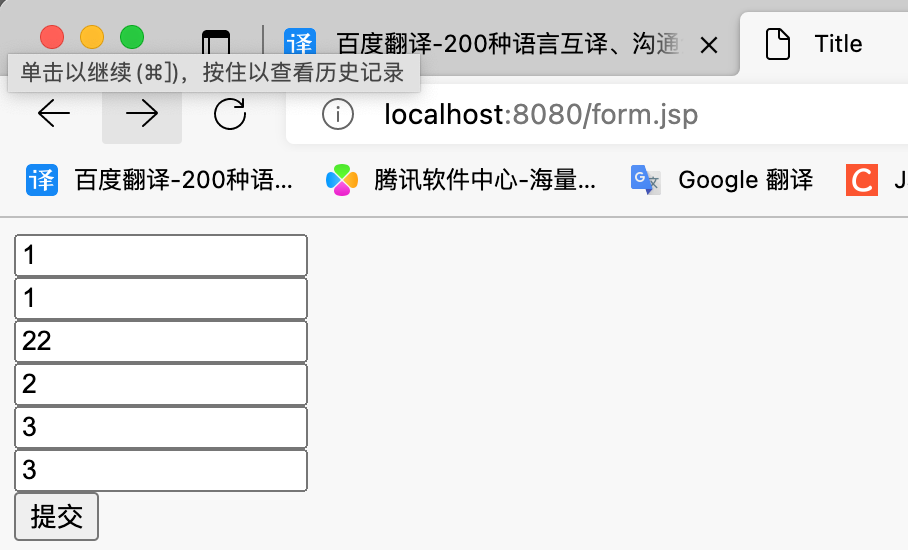 译 百度翻译-200种语言互译、沟通 Title
单击以继续 (⌘]), 按住以查看历史记录
localhost:8080/form.jsp
译 百度翻译-200种语... 腾讯软件中心-海量... G 文 Google 翻译 C J
1
1
22
2
3
3
提交